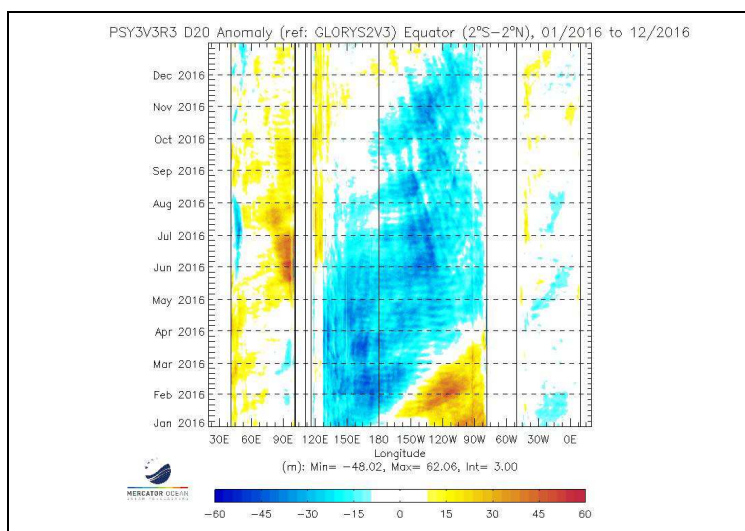 PSY3V3R3 D20 Anomaly (ref: GLORYS2V3) Equator (2°S-2°N), 01/2016 to 12/2016
Dec 2016
Nov 2016
Oct 2016
Sep 2016
Aug 2016
Jul 2016
Jun 2016
May 2016
Apr 2016
Mar 2016
Feb 2016
Jan 2016
30E 60E 90E 120E 150E 180 150W 120W 90W 60W 30W 0E
Longitude
(m): Min= -48.02, Max= 62.06, Int= 3.00
MERCATOR OCEAN
-60 -45 -30 -15 0 15 30 45 60